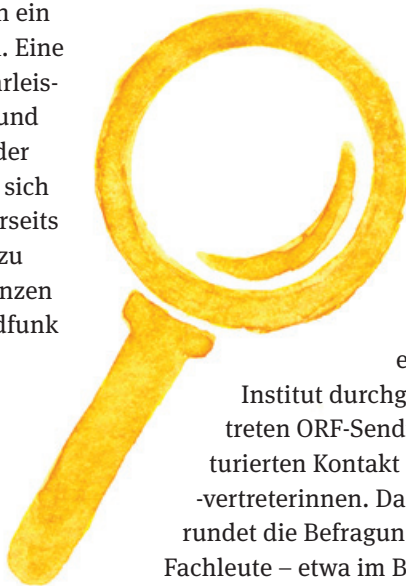 n ein
. Eine
rleis-
und
der
sich
rseits
zu
nzen
dfunk
e
Institut durchg
treten ORF-Send
turierten Kontakt
-vertreterinnen. Da
rundet die Befragun
Fachleute – etwa im B